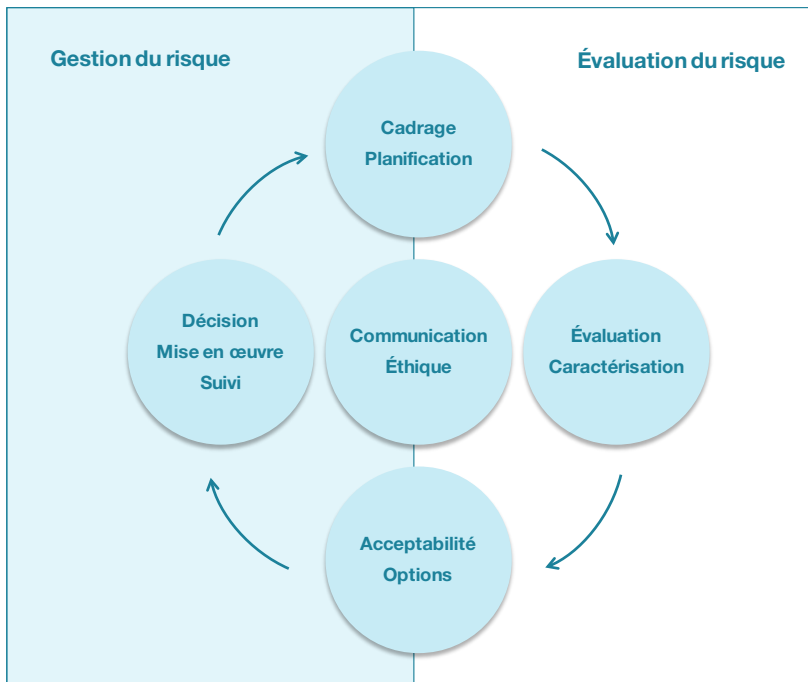 Gestion du risque
Évaluation du risque
Cadrage
Planification
Décision
Mise en œuvre
Suivi
Communication
Éthique
Évaluation
Caractérisation
Acceptabilité
Options